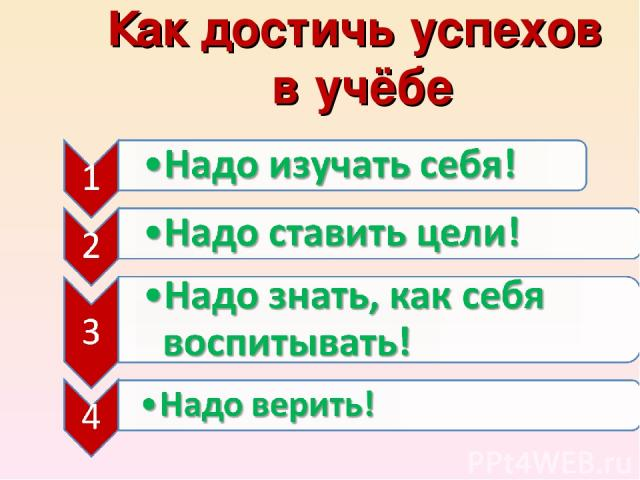 Как достичь успехов
в учёбе
1
•Надо изучать себя!
2
•Надо ставить цели!
3
•Надо знать, как себя
воспитывать!
4
•Надо верить!
PPt4WEB.ru